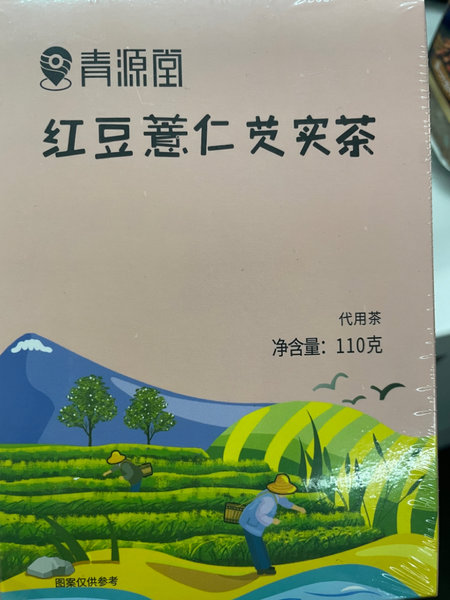 青源堂
红豆薏仁芡实茶
代用茶
净含量：110克
图案仅供参考